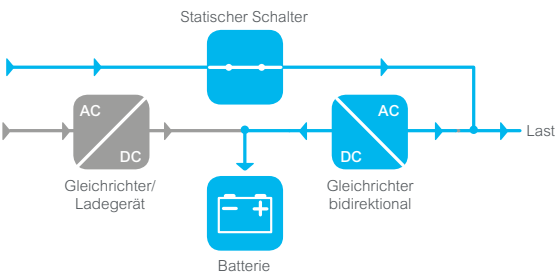 Statischer Schalter
AC
DC
AC
DC
Last
Gleichrichter/
Ladegerät
Gleichrichter
bidirektional
Batterie